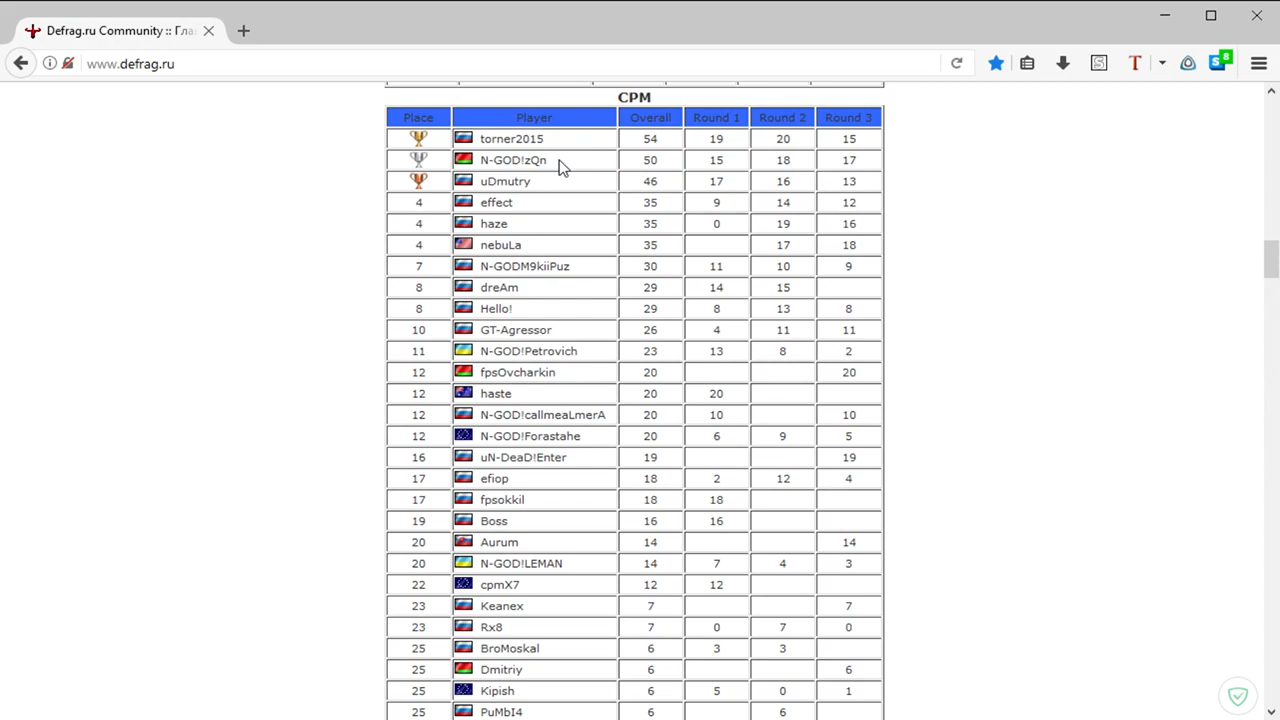 Defrag.ru Community :: Гла
www.defrag.ru
S
T
S
8
CPM
Place Player Overall Round 1 Round 2 Round 3
torner2015 54 19 20 15
N-GOD!zQn 50 15 18 17
uDmutry 46 17 16 13
4 effect 35 9 14 12
4 haze 35 0 19 16
4 nebuLa 35 17 18
7 N-GODM9kiiPuz 30 11 10 9
8 dreAm 29 14 15
8 Hello! 29 8 13 8
10 GT-Agressor 26 4 11 11
11 N-GOD!Petrovich 23 13 8 2
12 fpsOvcharkin 20 20
12 haste 20 20
12 N-GOD!callmeaLmerA 20 10 10
12 N-GOD!Forastahe 20 6 9 5
16 uN-DeaD!Enter 19 19
17 efiop 18 2 12 4
17 fpsokkil 18 18
19 Boss 16 16
20 Aurum 14 14
20 N-GOD!LEMAN 14 7 4 3
22 cpmX7 12 12
23 Keanex 7 7
23 Rx8 7 0 7 0
25 BroMoskal 6 3 3
25 Dmitriy 6 6
25 Kipish 6 5 0 1
25 PuMbI4 6 6